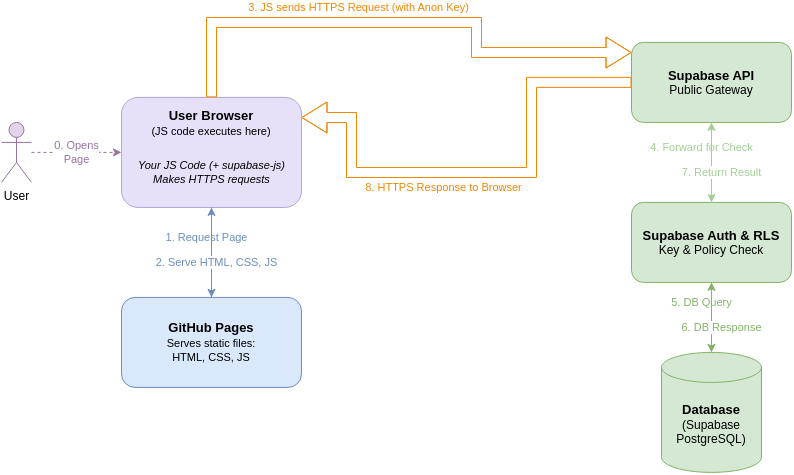 3. JS sends HTTPS Request (with Anon Key)
User Browser
(JS code executes here)
Your JS Code (+ supabase-js)
Makes HTTPS requests
Supabase API
Public Gateway
0. Opens
Page
User
4. Forward for Check
7. Return Result
8. HTTPS Response to Browser
1. Request Page
2. Serve HTML, CSS, JS
Supabase Auth & RLS
Key & Policy Check
GitHub Pages
Serves static files:
HTML, CSS, JS
5. DB Query
6. DB Response
Database
(Supabase
PostgreSQL)